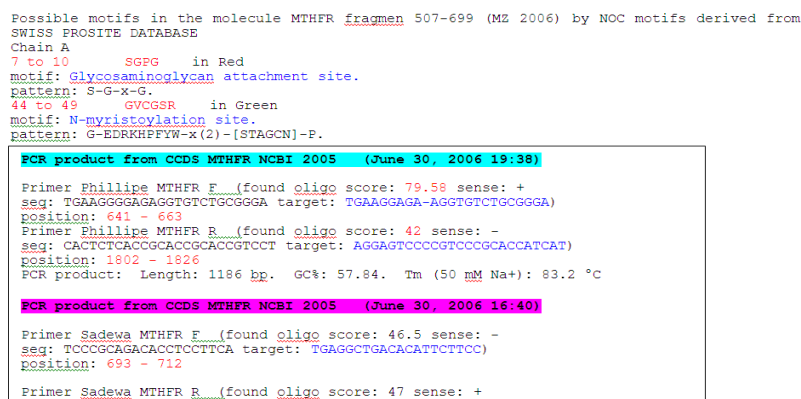 Possible motifs in the molecule MTHFR fragmen 507-699 (MZ 2006) by NOC motifs derived from
SWISS PROSITE DATABASE
Chain A
7 to 10 SGPG in Red
motif: Glycosaminoglycan attachment site.
pattern: S-G-x-G.
44 to 49 GVCGSR in Green
motif: N-myristoylation site.
pattern: G-EDRKHPFYW-x(2)-[STAGCN]-P.
PCR product from CCDS MTHFR NCBI 2005 (June 30, 2006 19:38)
Primer Phillipe MTHFR F (found oligo score: 79.58 sense: +
seq: TGAAGGGGAGAGGTGTCTGCGGGA target: TGAAGGAGA-AGGTGTCTGCGGGA)
position: 641 - 663
Primer Phillipe MTHFR R (found oligo score: 42 sense: -
seq: CACTCTCACCGCACCGCACCGTCCT target: AGGAGTCCCCGTCCCGCACCATCAT)
position: 1802 - 1826
PCR product: Length: 1186 bp. GC%: 57.84. Tm (50 mM Na+): 83.2 °C
PCR product from CCDS MTHFR NCBI 2005 (June 30, 2006 16:40)
Primer Sadewa MTHFR F (found oligo score: 46.5 sense: -
seq: TCCCGCAGACACCTCCTTCA target: TGAGGCTGACACATTCTTCC)
position: 693 - 712
Primer Sadewa MTHFR R (found oligo score: 47 sense: +